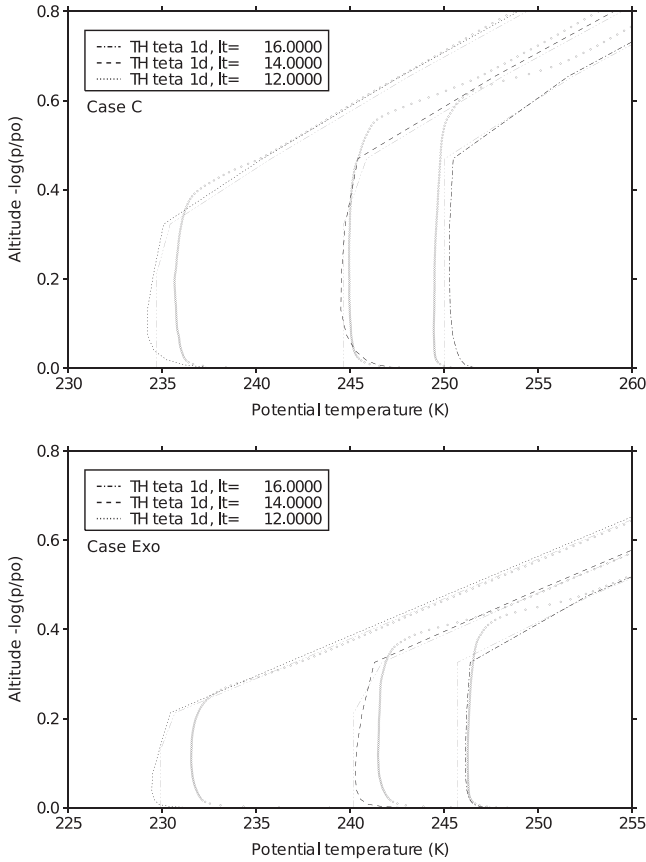 0.8
0.6
0.4
0.2
0.0
Altitude -log(p/po)
TH teta 1d, lt= 16.0000
TH teta 1d, lt= 14.0000
TH teta 1d, lt= 12.0000
Case C
230 235 240 245 250 255 260
Potential temperature (K)
0.8
0.6
0.4
0.2
0.0
Altitude -log(p/po)
TH teta 1d, lt= 16.0000
TH teta 1d, lt= 14.0000
TH teta 1d, lt= 12.0000
Case Exo
225 230 235 240 245 250 255
Potential temperature (K)